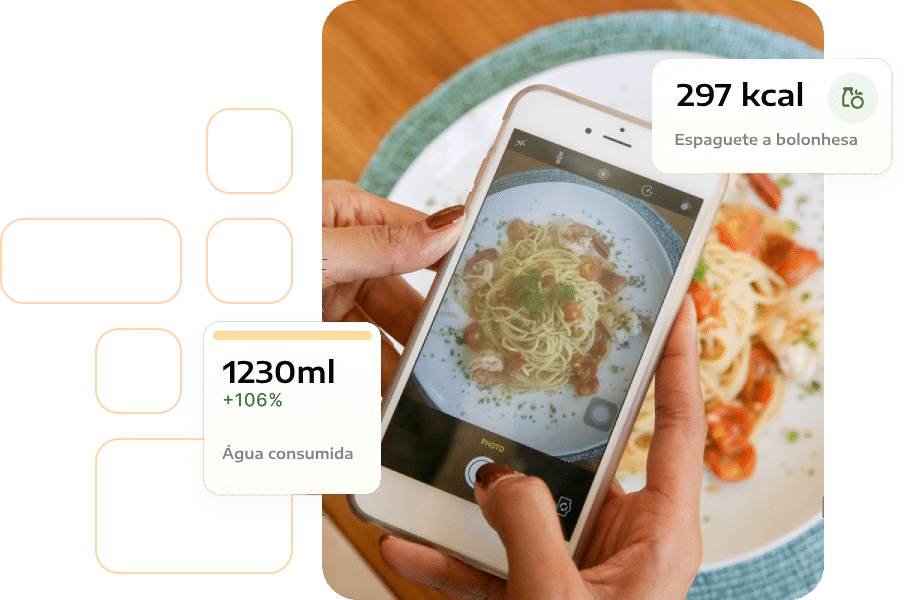 297 kcal
Espaguete a bolonhesa
1230ml
+106%
Água consumida
PHOTO